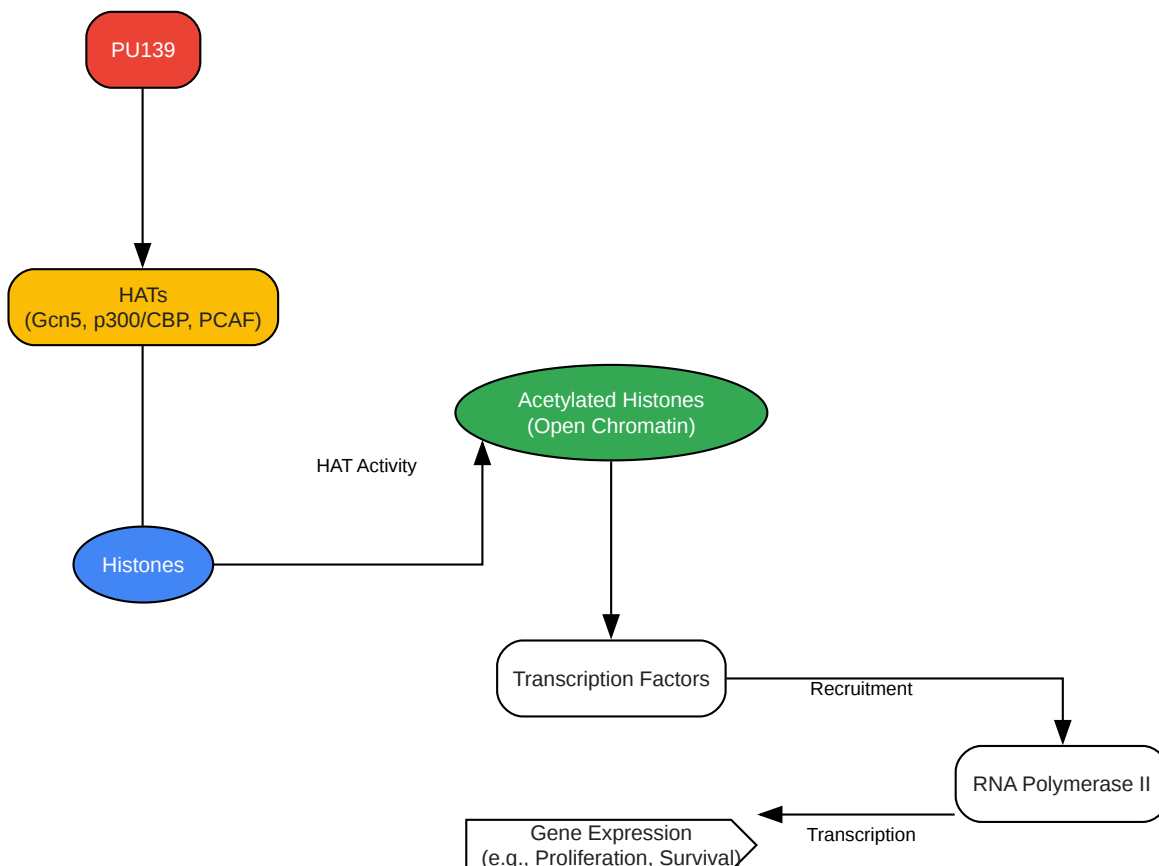 PU139
HATs
(Gcn5, p300/CBP, PCAF)
Acetylated Histones
(Open Chromatin)
HAT Activity
Histones
Transcription Factors
Recruitment
RNA Polymerase II
Gene Expression
(e.g., Proliferation, Survival)
Transcription